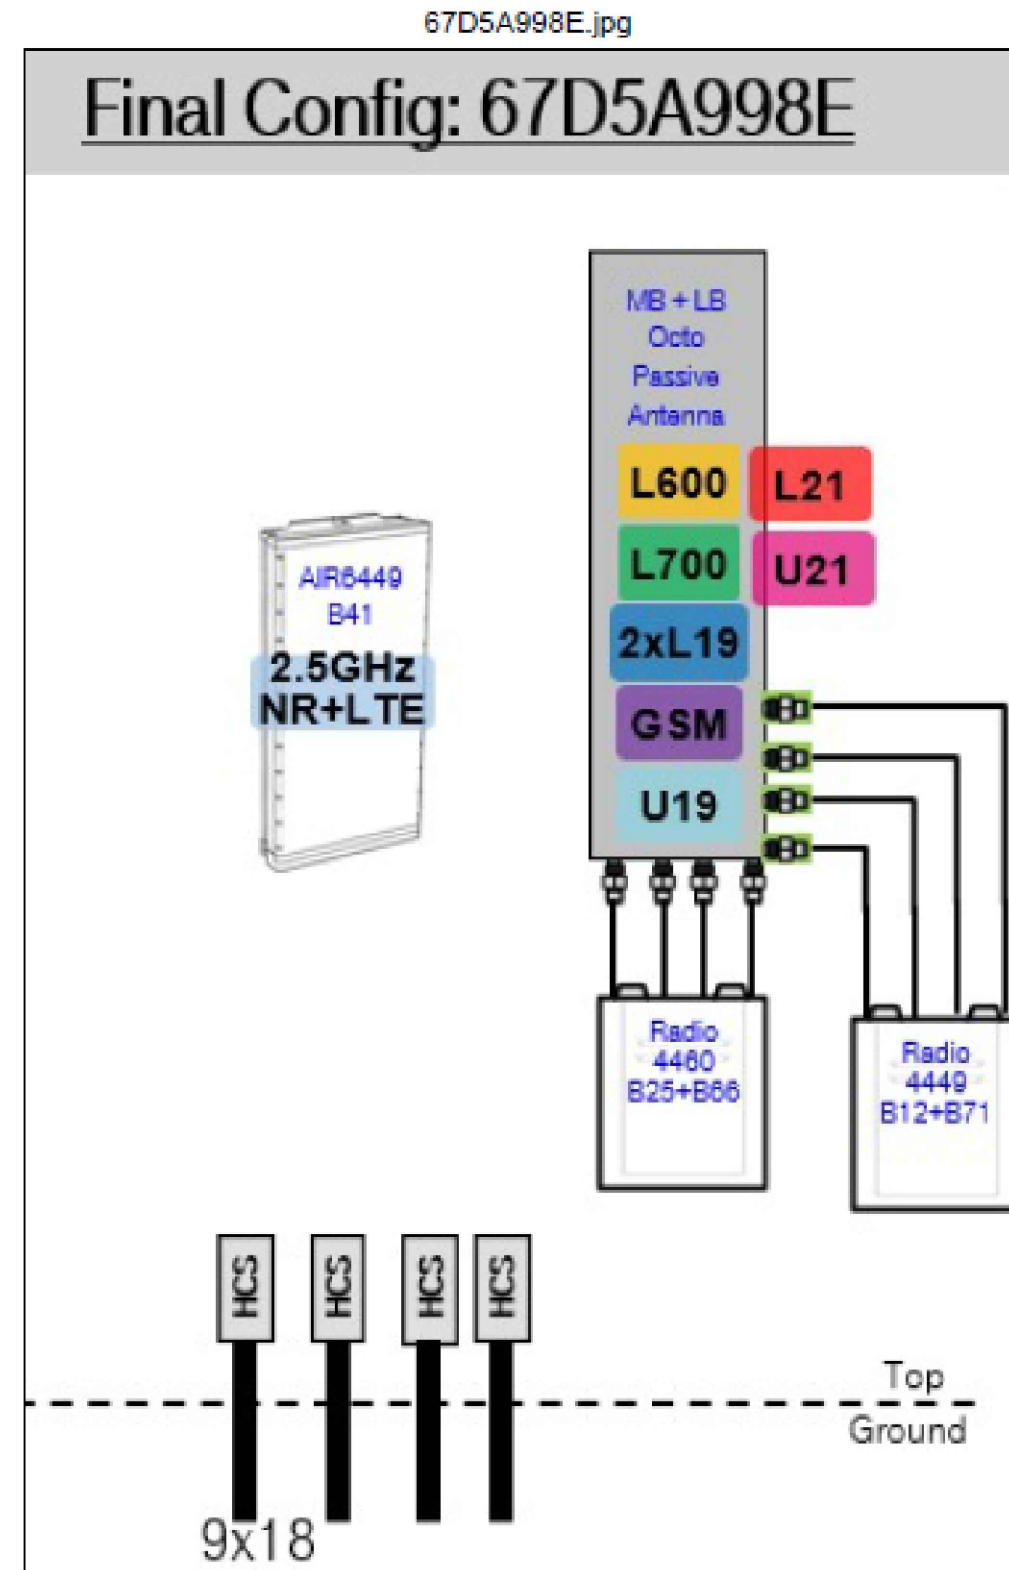 67D5A998E.jpg
Final Config: 67D5A998E
MB + LB
Octo
Passive
Antenna
L600
L21
L700
U21
2xL19
GSM
U19
AIR6449
B41
2.5GHz
NR+LTE
Radio
4460
B25+B66
Radio
4449
B12+B71
HCS
HCS
HCS
HCS
Top
Ground
9x18